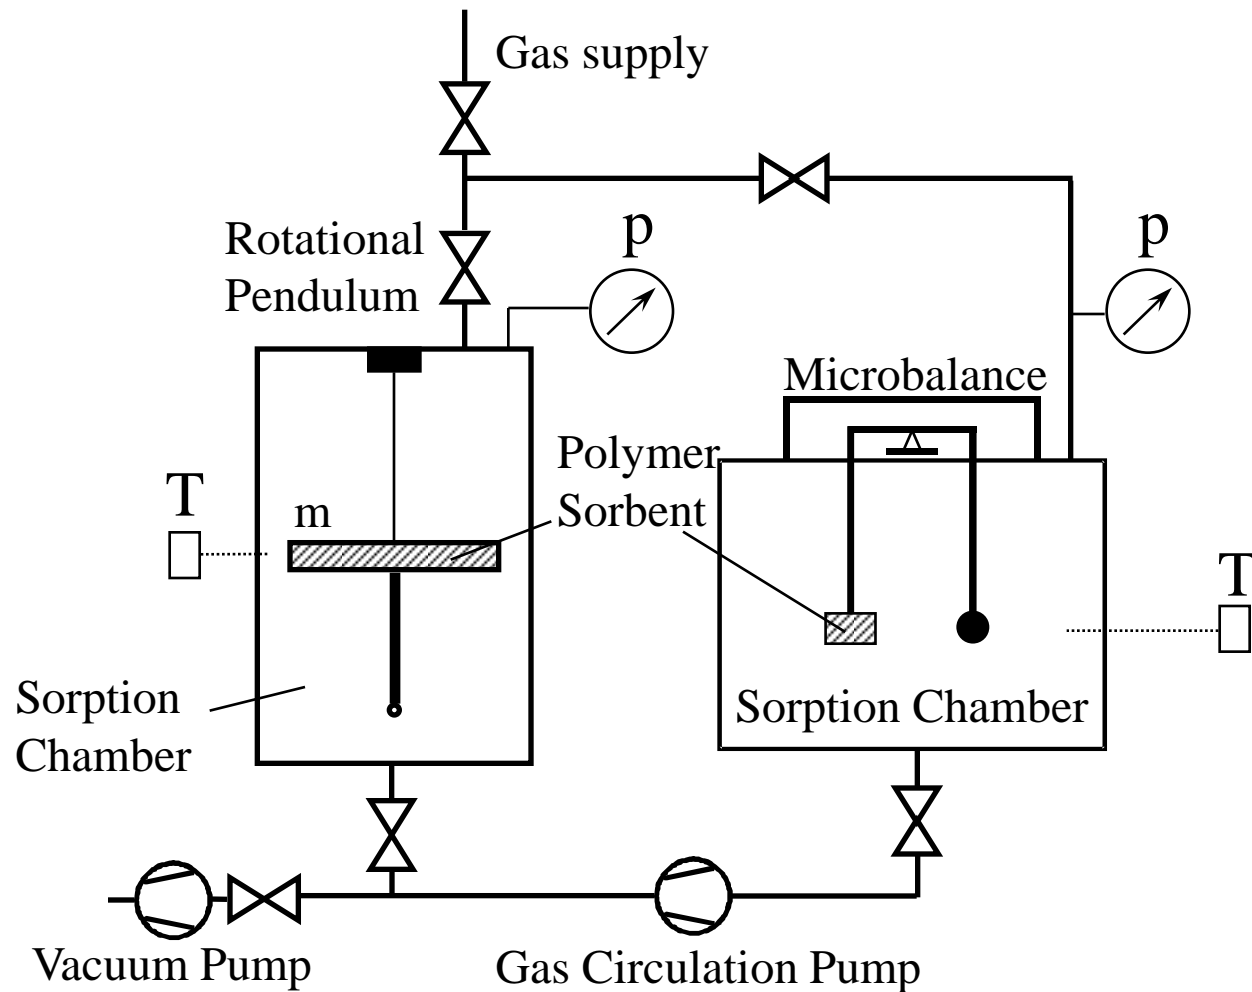 Gas supply
Rotational
Pendulum
p
p
Microbalance
Polymer
Sorbent
T
m
T
Sorption
Chamber
Sorption Chamber
Vacuum Pump
Gas Circulation Pump